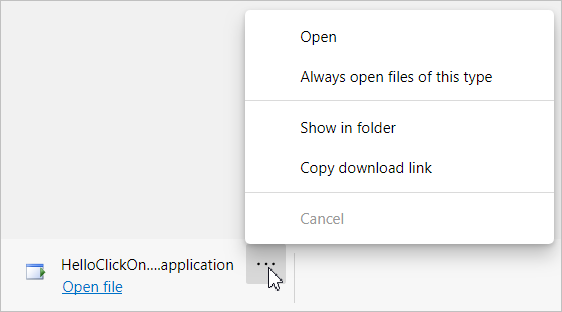 Open
Always open files of this type
Show in folder
Copy download link
Cancel
HelloClickOn....application
Open file